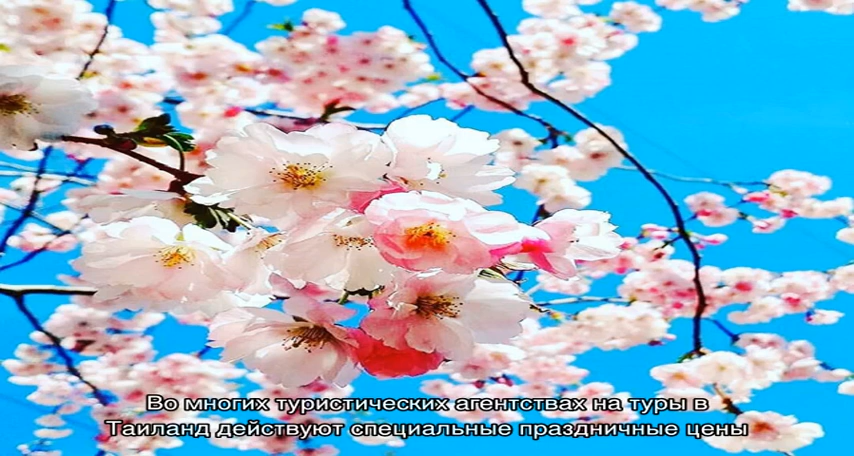 Во многих туристических агентствах на туры в
Таиланд действуют специальные праздничные цены